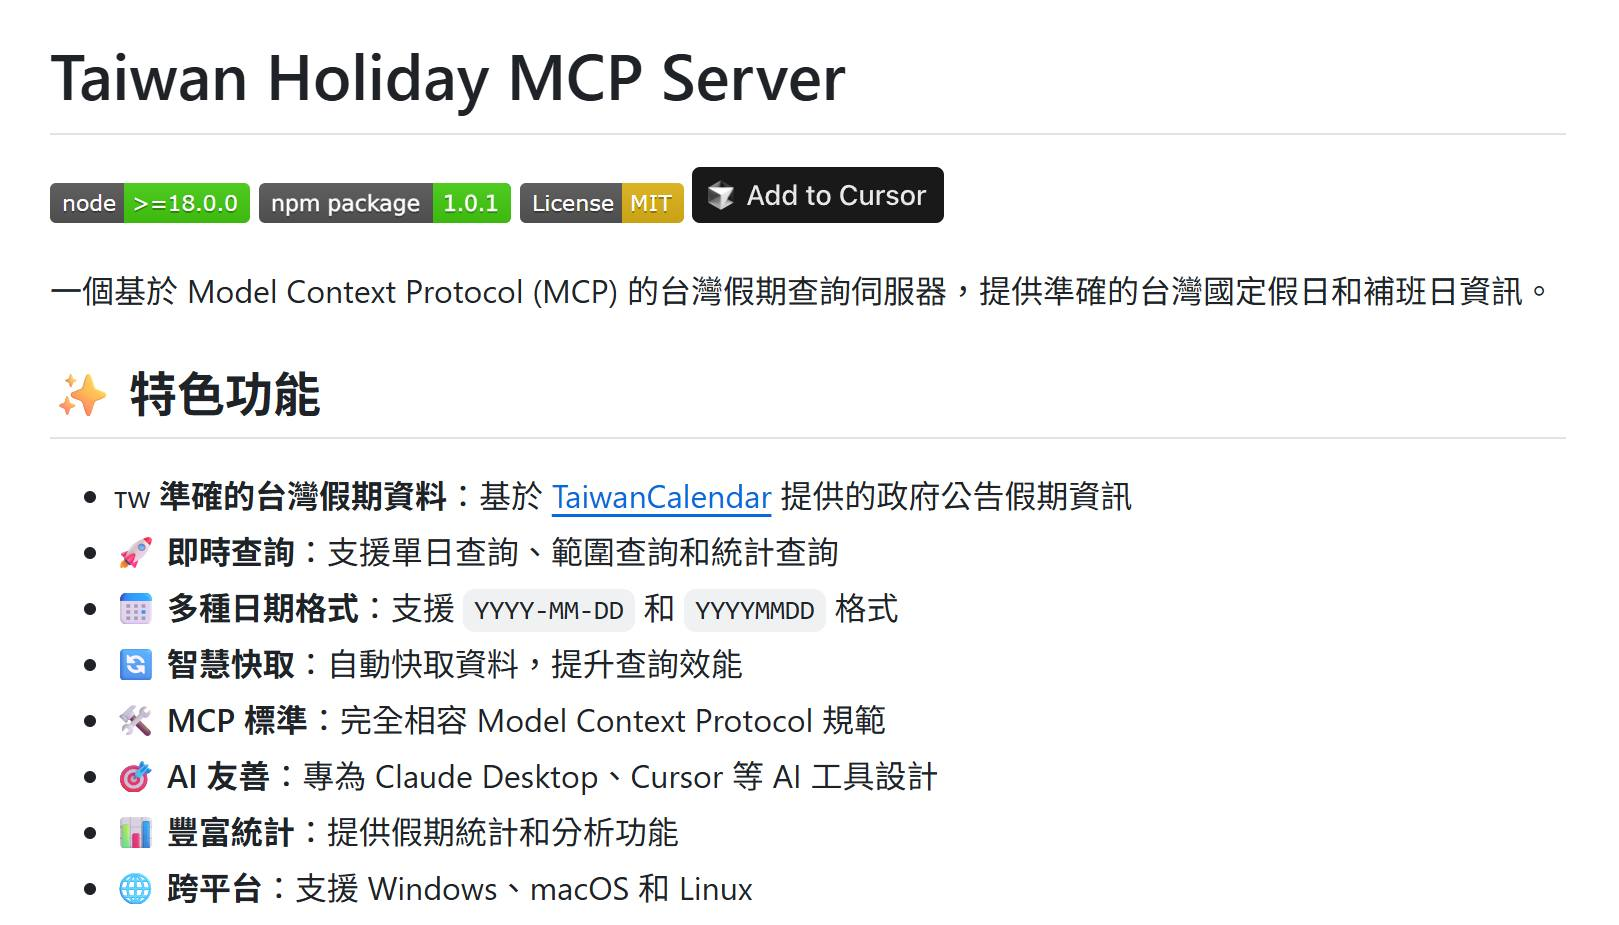 Taiwan Holiday MCP Server
node >=18.0.0 npm package 1.0.1 License MIT Add to Cursor
一個基於 Model Context Protocol (MCP) 的台灣假期查詢伺服器，提供準確的台灣國定假日和補班日資訊。
✨ 特色功能
• TW 準確的台灣假期資料：基於 TaiwanCalendar 提供的政府公告假期資訊
• 🚀 即時查詢：支援單日查詢、範圍查詢和統計查詢
• 📅 多種日期格式：支援 YYYY-MM-DD 和 YYYYMMDD 格式
• 🔄 智慧快取：自動快取資料，提升查詢效能
• 🛠️ MCP 標準：完全相容 Model Context Protocol 規範
• 🎯 AI 友善：專為 Claude Desktop、Cursor 等 AI 工具設計
• 📊 豐富統計：提供假期統計和分析功能
• 🌐 跨平台：支援 Windows、macOS 和 Linux